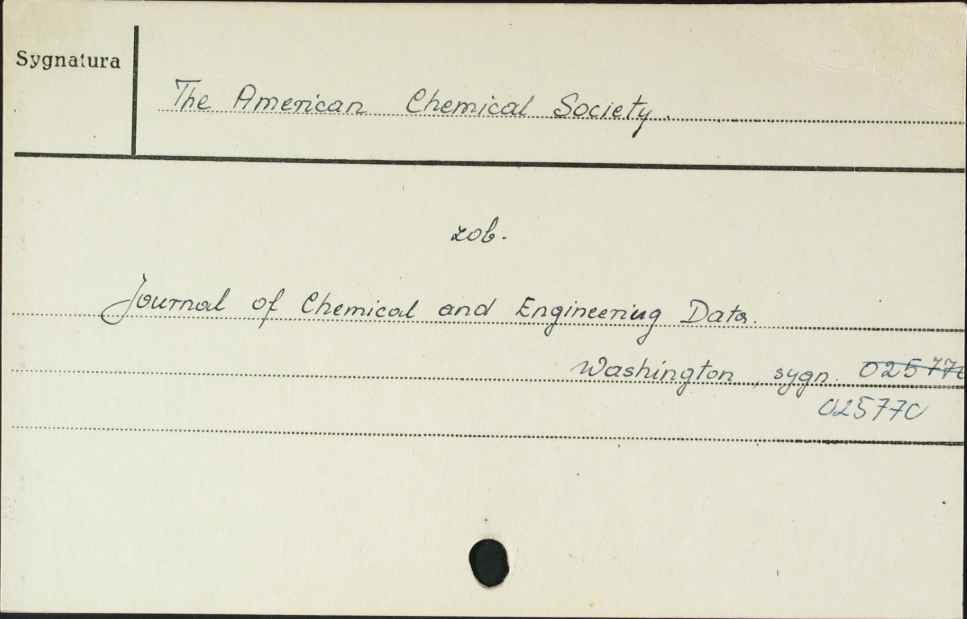 Sygnatura
The American Chemical Society.
zob.
Journal of Chemical and Engineering Data.
Washington, sygn. 025770
025770